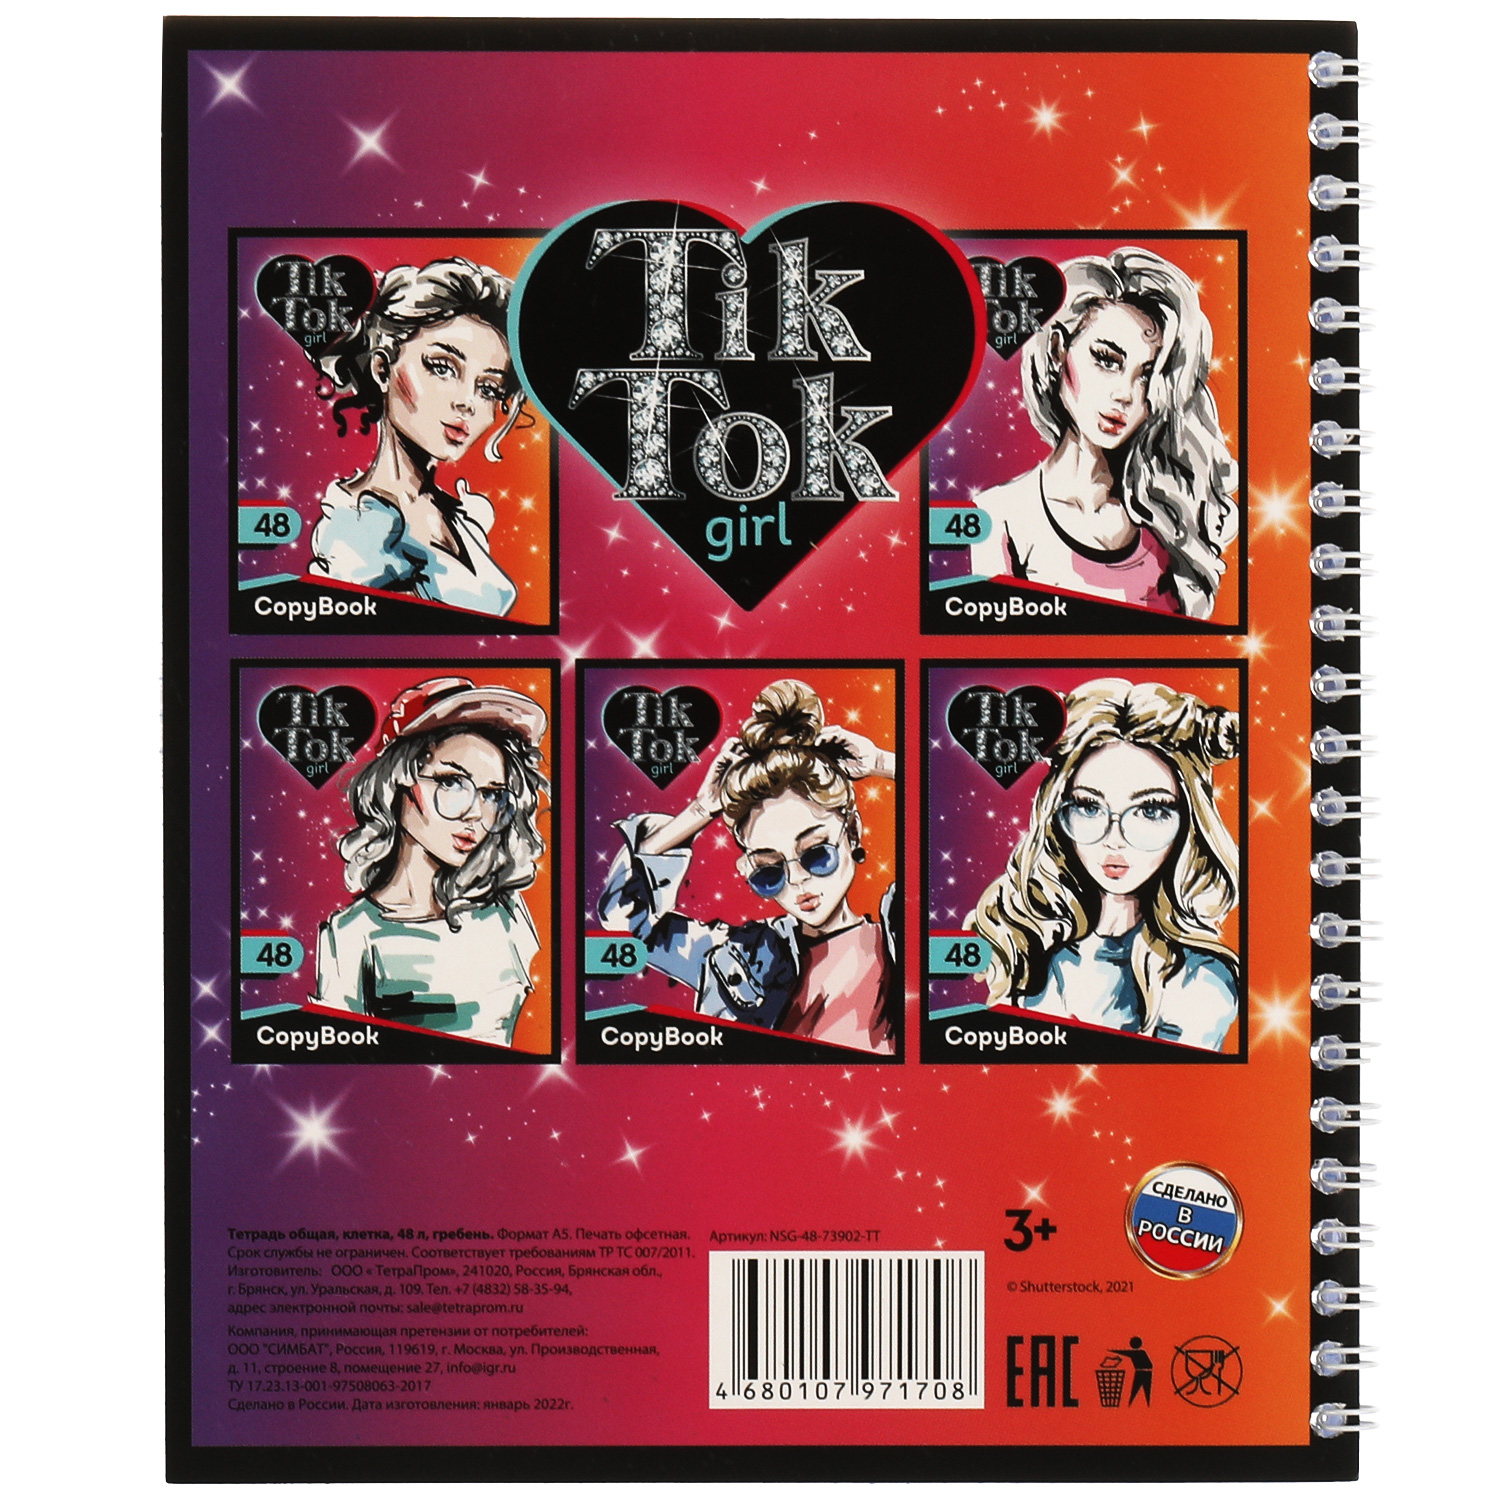 Tik
Tok
girl
Tik
Tok
girl
48
CopyBook
Tik
Tok
girl
48
CopyBook
Tik
Tok
girl
48
CopyBook
Tik
Tok
girl
48
CopyBook
Tik
Tok
girl
48
CopyBook
Тетрадь общая, клетка, 48 л, гребень. Формат А5. Печать офсетная.
Срок службы не ограничен. Соответствует требованиям ТР ТС 007/2011.
Изготовитель: ООО «ТетраПром», 241020, Россия, Брянская обл.,
г. Брянск, ул. Уральская, д. 109. Тел. +7 (4832) 58-35-94,
адрес электронной почты: sale@tetraprom.ru
Компания, принимающая претензии от потребителей:
ООО "СИМБАТ", Россия, 119619, г. Москва, ул. Производственная,
д. 11, строение 8, помещение 27, info@igr.ru
ТУ 17.23.13-001-97508063-2017
Сделано в России. Дата изготовления: январь 2022г.
Артикул: NSG-48-73902-TT
4 680107 971708
3+
СДЕЛАНО
В
РОССИИ
© Shutterstock, 2021
EAC